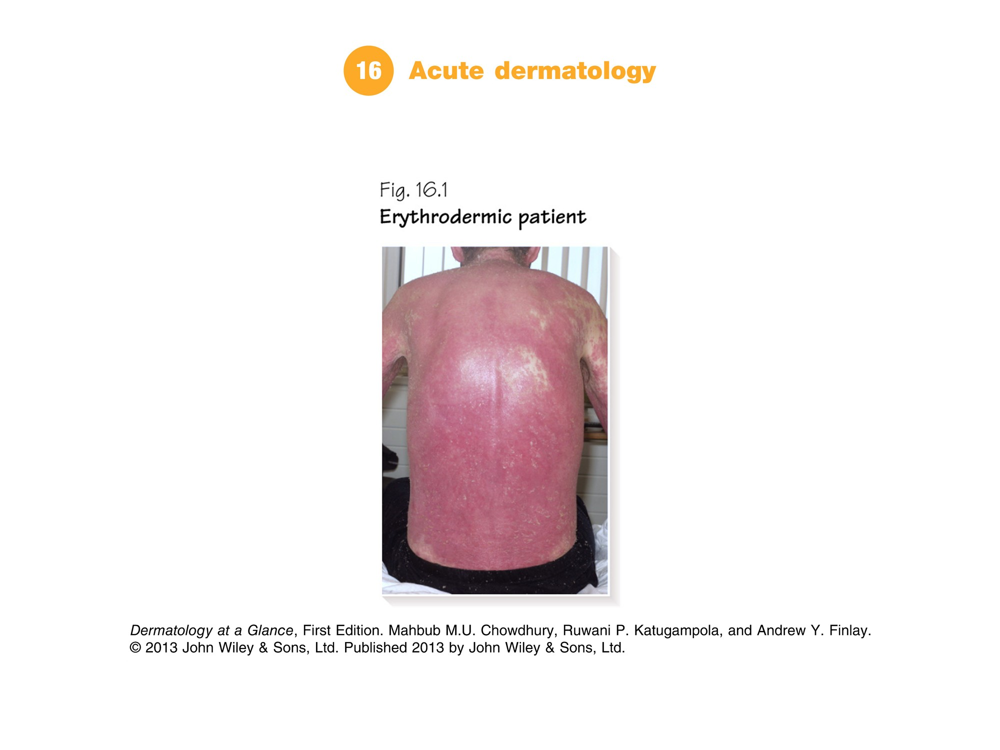 16 Acute dermatology
Fig. 16.1
Erythrodermic patient
Dermatology at a Glance, First Edition. Mahbub M.U. Chowdhury, Ruwani P. Katugampola, and Andrew Y. Finlay.
© 2013 John Wiley & Sons, Ltd. Published 2013 by John Wiley & Sons, Ltd.